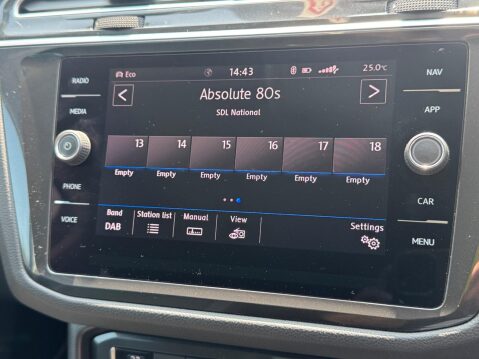 RADIO
MEDIA
PHONE
VOICE
Eco 14:43 25.0°C
Absolute 80s
SDL National
13 14 15 16 17 18
Empty Empty Empty Empty Empty Empty
Band Station list Manual View Settings
DAB
NAV
APP
CAR
MENU